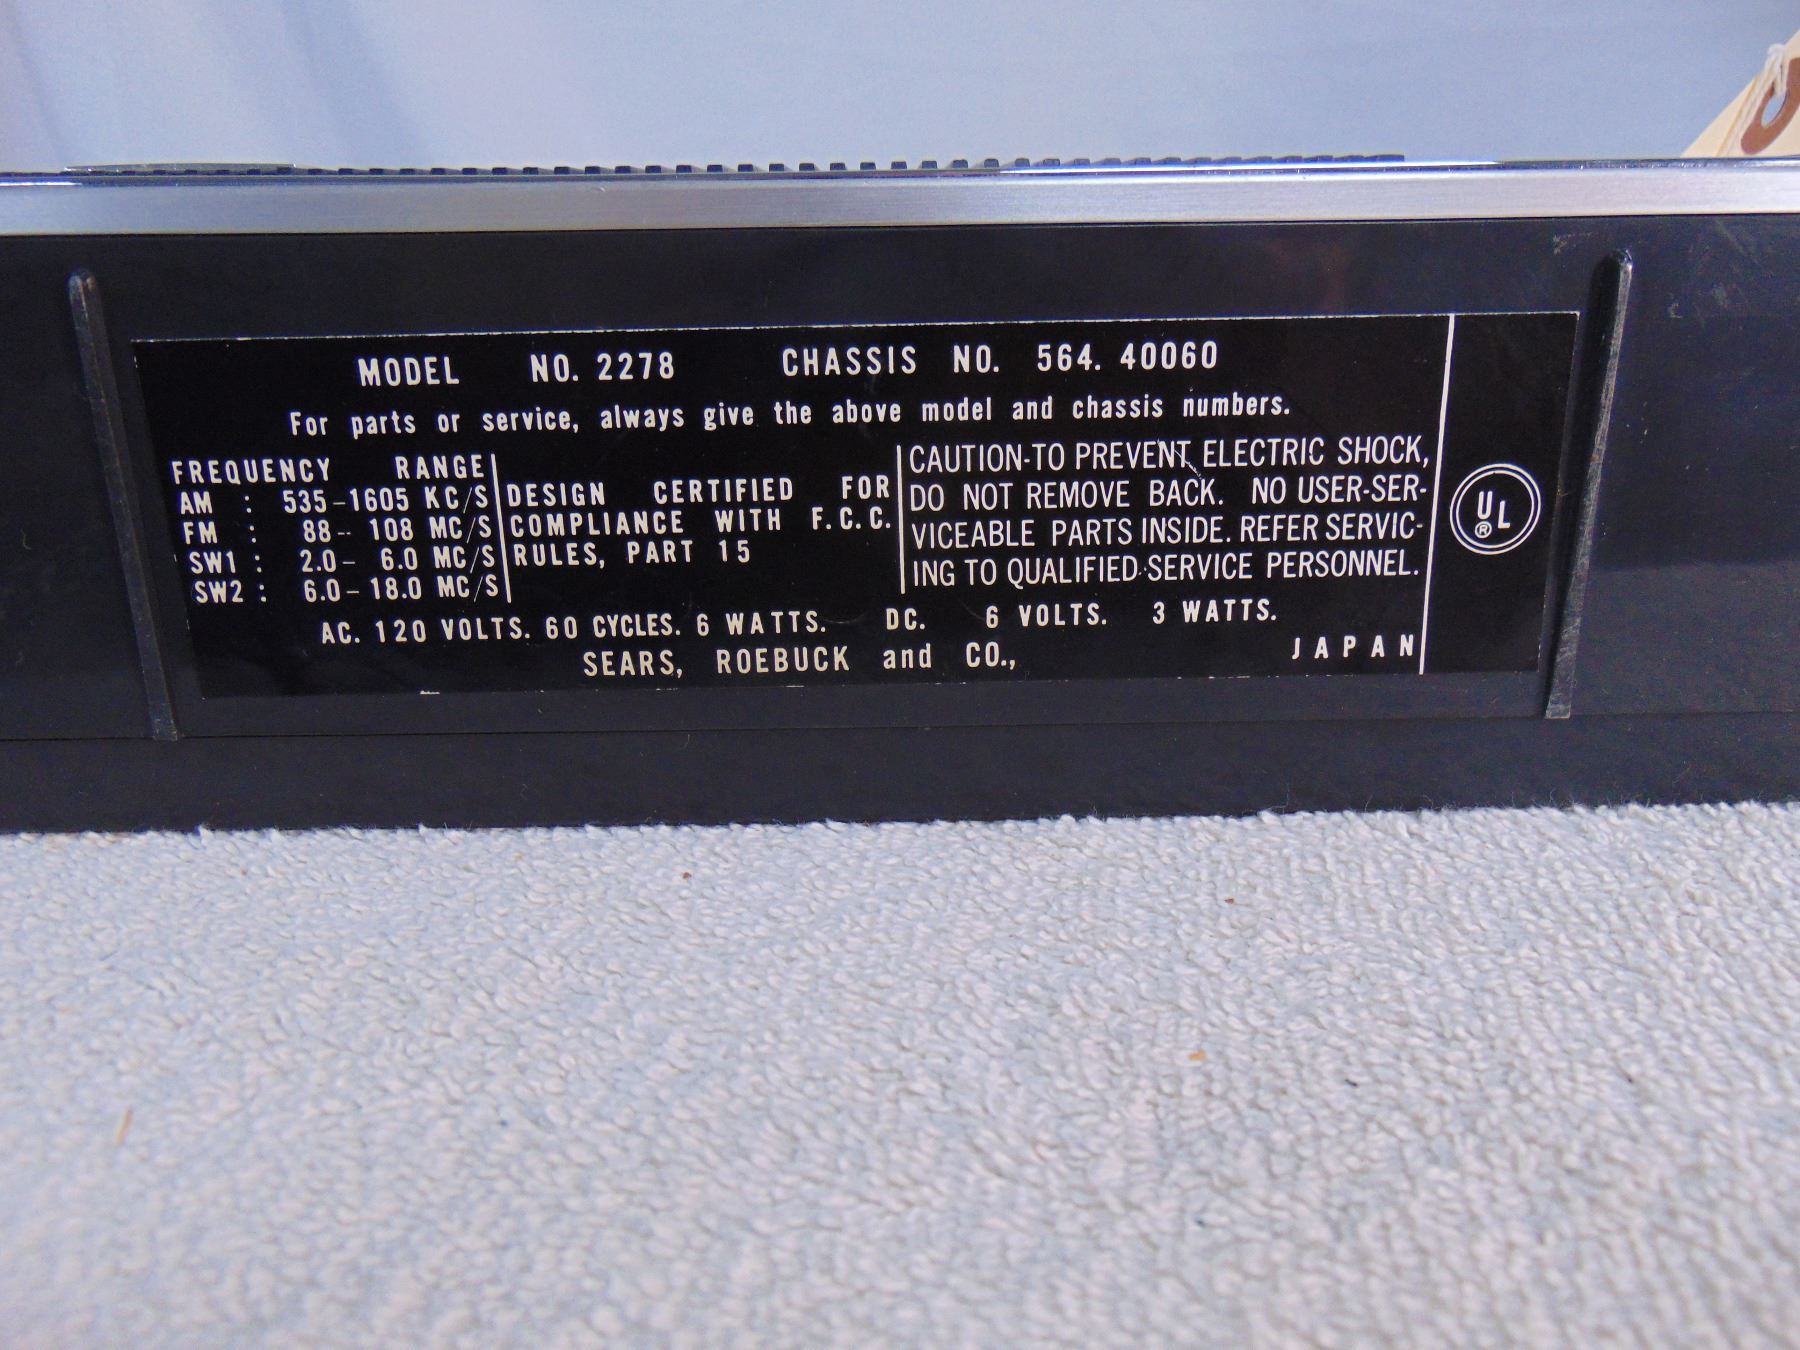 MODEL NO. 2278 CHASSIS NO. 564. 40060
For parts or service, always give the above model and chassis numbers.
FREQUENCY RANGE
AM : 535-1605 KC/S
FM : 88-- 108 MC/S
SW1 : 2.0- 6.0 MC/S
SW2 : 6.0-18.0 MC/S
DESIGN CERTIFIED FOR
COMPLIANCE WITH F.C.C.
RULES, PART 15
CAUTION-TO PREVENT ELECTRIC SHOCK,
DO NOT REMOVE BACK. NO USER-SER-
VICEABLE PARTS INSIDE. REFER SERVIC-
ING TO QUALIFIED SERVICE PERSONNEL.
UL
®
AC. 120 VOLTS. 60 CYCLES. 6 WATTS. DC. 6 VOLTS. 3 WATTS.
SEARS, ROEBUCK and CO.,
JAPAN